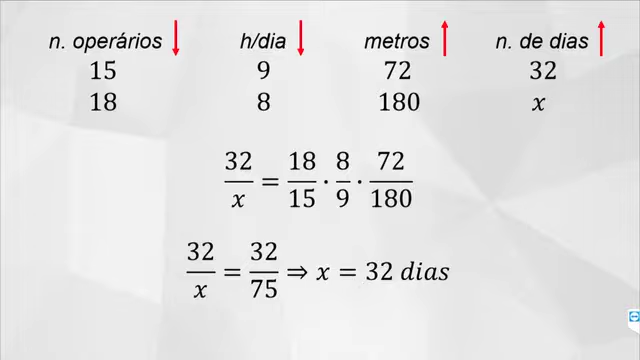 n. operários h/dia metros n. de dias
15 9 72 32
18 8 180 x
32/x = 18/15 · 8/9 · 72/180
32/x = 32/75 ⇒ x = 32 dias